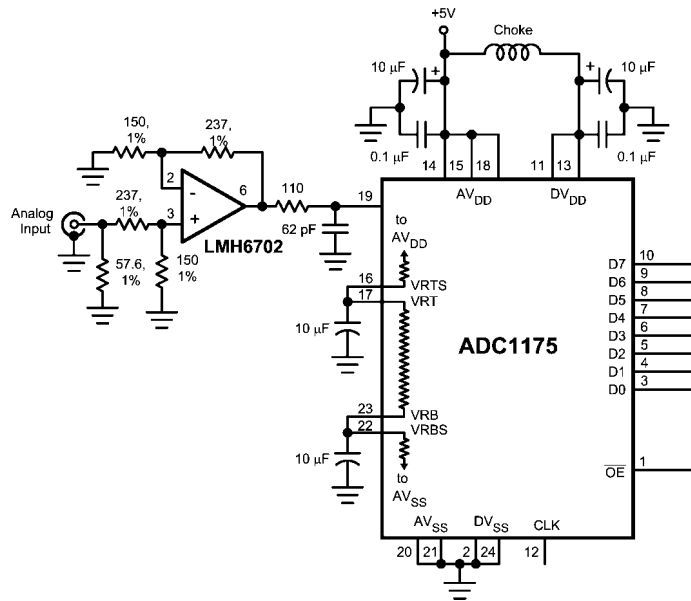 +5V
Choke
10 µF
+
+
10 µF
0.1 µF
0.1 µF
14 15 18
11 13
AVDD
DVDD
150,
1%
237,
1%
2
-
6
110
19
Analog
Input
237,
1%
3
+
LMH6702
62 pF
57.6,
1%
150
1%
to
AVDD
16
VRTS
17
VRT
10 µF
ADC1175
D7 10
D6 9
D5 8
D4 7
D3 6
D2 5
D1 4
D0 3
23
VRB
22
VRBS
10 µF
to
AVSS
OE 1
AVSS
DVSS
CLK
20 21 2 24 12